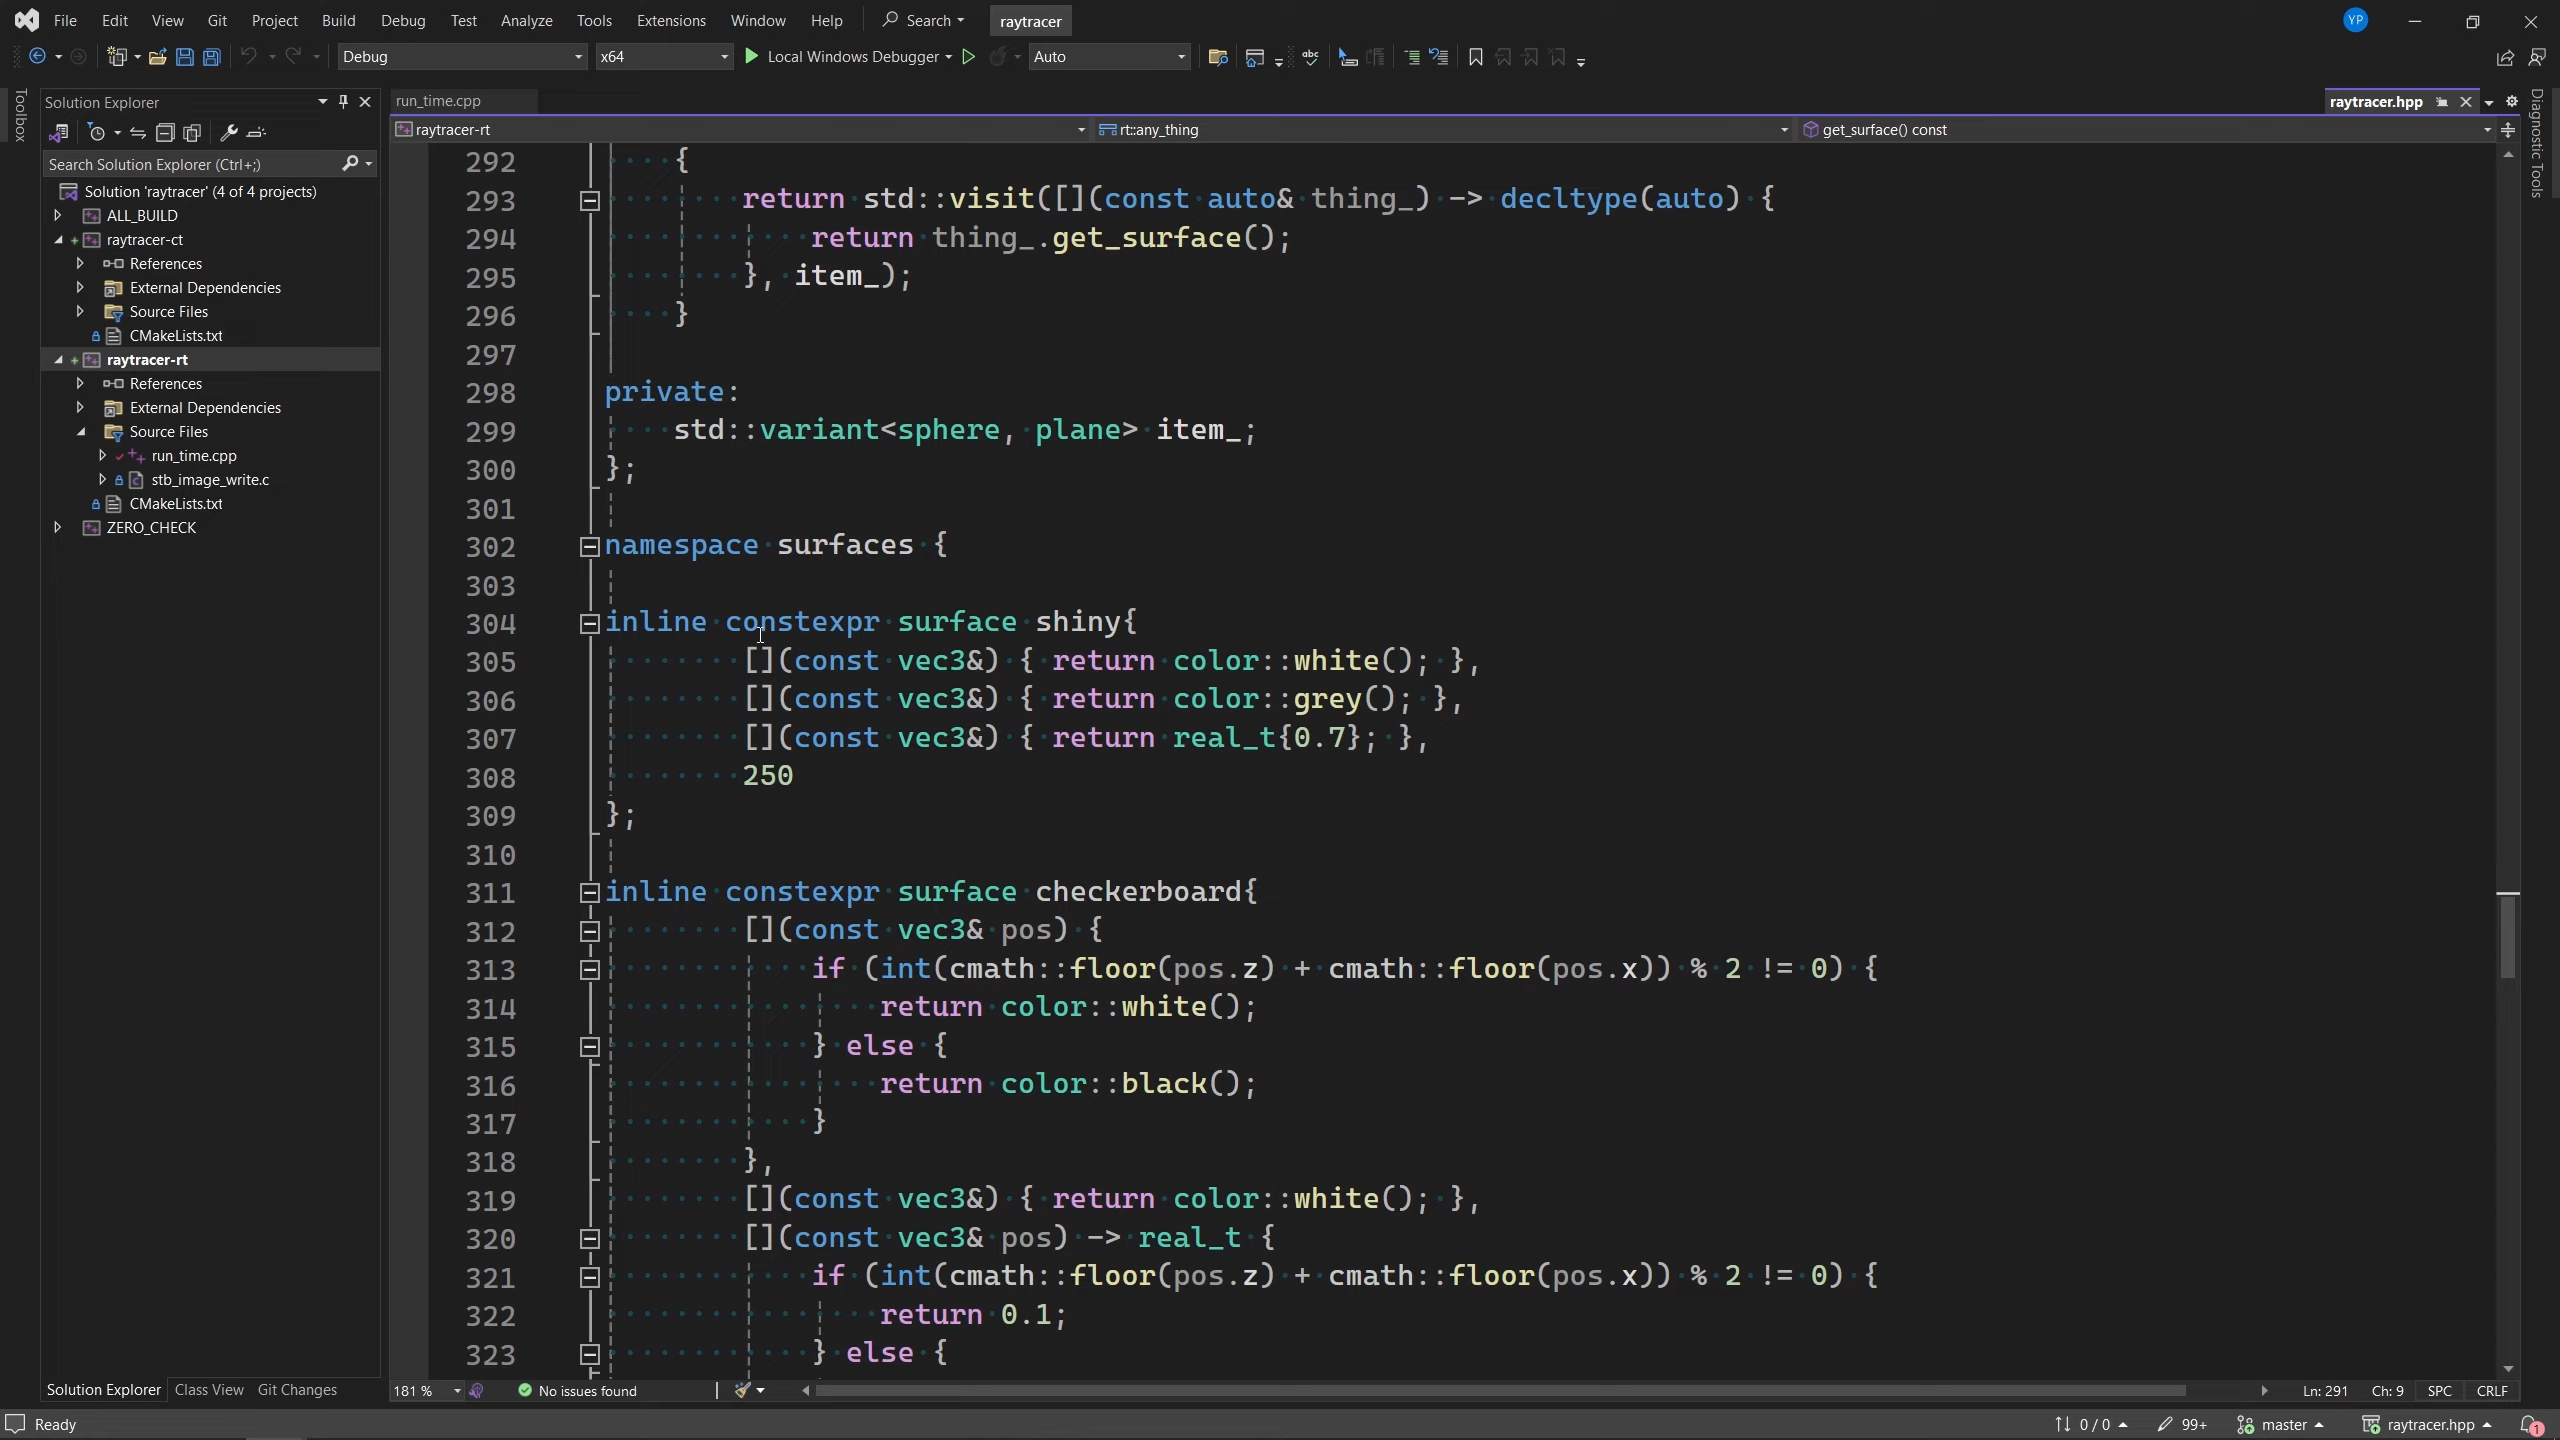 File Edit View Git Project Build Debug Test Analyze Tools Extensions Window Help Search raytracer YP
Debug x64 Local Windows Debugger Auto
Toolbox
Solution Explorer
Search Solution Explorer (Ctrl+;)
Solution 'raytracer' (4 of 4 projects)
ALL_BUILD
raytracer-ct
References
External Dependencies
Source Files
CMakeLists.txt
raytracer-rt
References
External Dependencies
Source Files
run_time.cpp
stb_image_write.c
CMakeLists.txt
ZERO_CHECK
Solution Explorer Class View Git Changes
run_time.cpp raytracer.hpp
raytracer-rt rt::any_thing get_surface() const
292 {
293 return std::visit([](const auto& thing_) -> decltype(auto) {
294 return thing_.get_surface();
295 }, item_);
296 }
297
298 private:
299 std::variant<sphere, plane> item_;
300 };
301
302 namespace surfaces {
303
304 inline constexpr surface shiny{
305 [](const vec3&) { return color::white(); },
306 [](const vec3&) { return color::grey(); },
307 [](const vec3&) { return real_t{0.7}; },
308 250
309 };
310
311 inline constexpr surface checkerboard{
312 [](const vec3& pos) {
313 if (int(cmath::floor(pos.z) + cmath::floor(pos.x)) % 2 != 0) {
314 return color::white();
315 } else {
316 return color::black();
317 }
318 },
319 [](const vec3&) { return color::white(); },
320 [](const vec3& pos) -> real_t {
321 if (int(cmath::floor(pos.z) + cmath::floor(pos.x)) % 2 != 0) {
322 return 0.1;
323 } else {
Diagnostic Tools
181 % No issues found Ln: 291 Ch: 9 SPC CRLF
Ready 0 / 0 99+ master raytracer.hpp 1